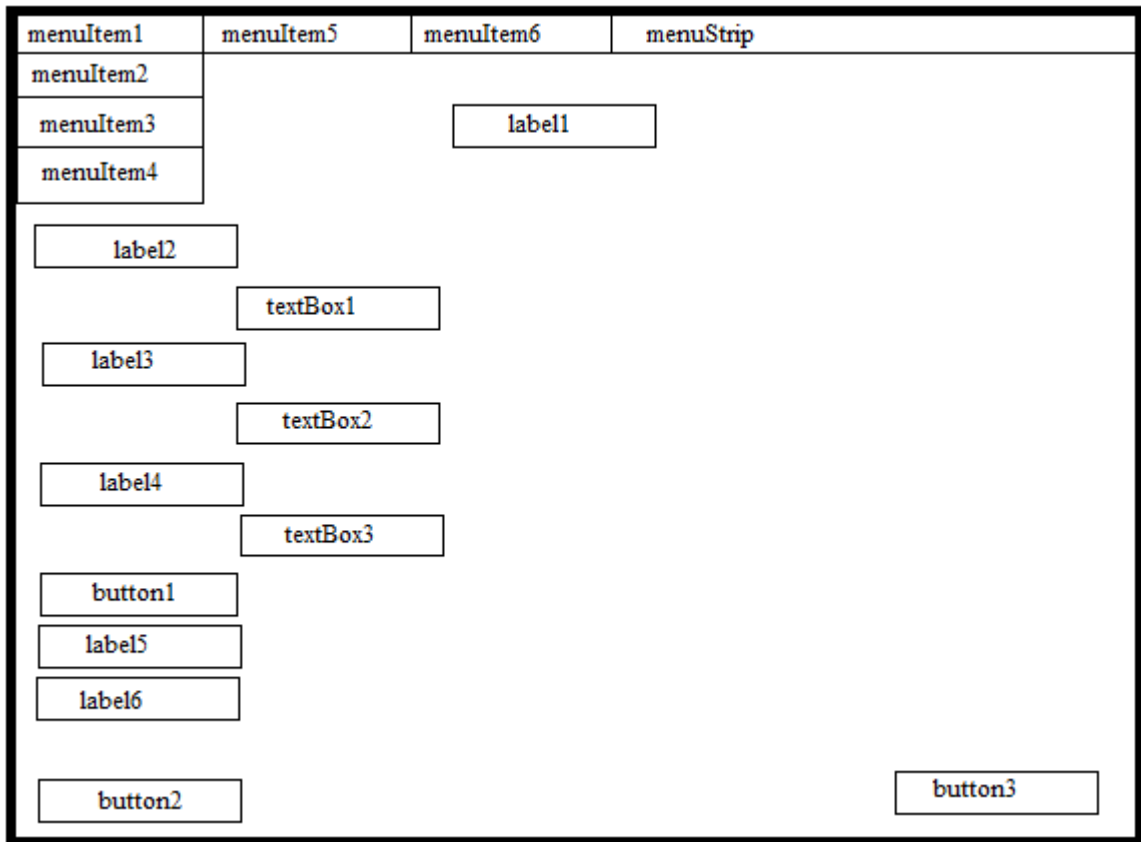 menuItem1 menuItem5 menuItem6 menuStrip
menuItem2
menuItem3 label1
menuItem4
label2
textBox1
label3
textBox2
label4
textBox3
button1
label5
label6
button2 button3